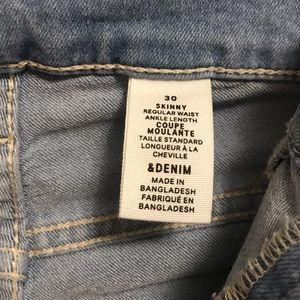 30
SKINNY
REGULAR WAIST
ANKLE LENGTH
COUPE
MOULANTE
TAILLE STANDARD
LONGUEUR À LA
CHEVILLE
&DENIM
MADE IN
BANGLADESH
FABRIQUÉ EN
BANGLADESH